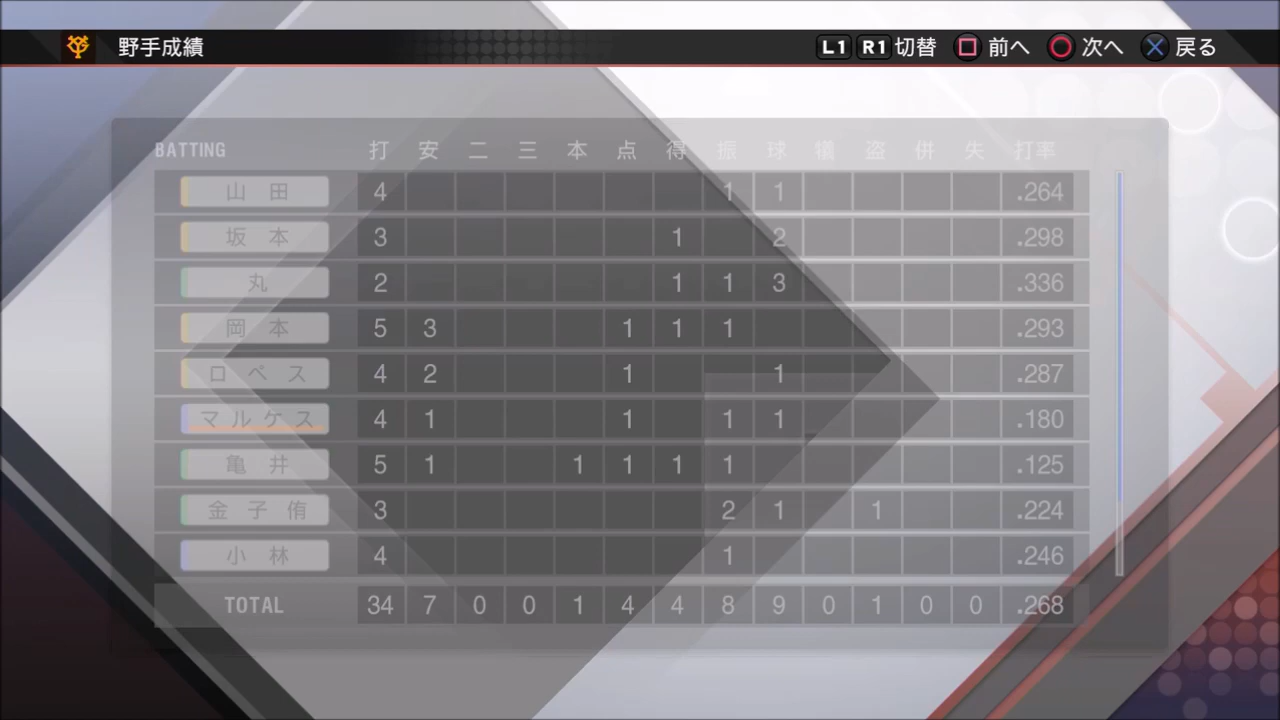 野手成績 L1 R1 切替 前へ 次へ 戻る
BATTING 打 安 二 三 本 点 得 振 球 犠 盗 併 失 打率
山田 4 1 1 .264
坂本 3 1 2 .298
丸 2 1 1 3 .336
岡本 5 3 1 1 1 .293
ロペス 4 2 1 1 .287
マルケス 4 1 1 1 1 .180
亀井 5 1 1 1 1 1 .125
金子侑 3 2 1 1 .224
小林 4 1 .246
TOTAL 34 7 0 0 1 4 4 8 9 0 1 0 0 .268